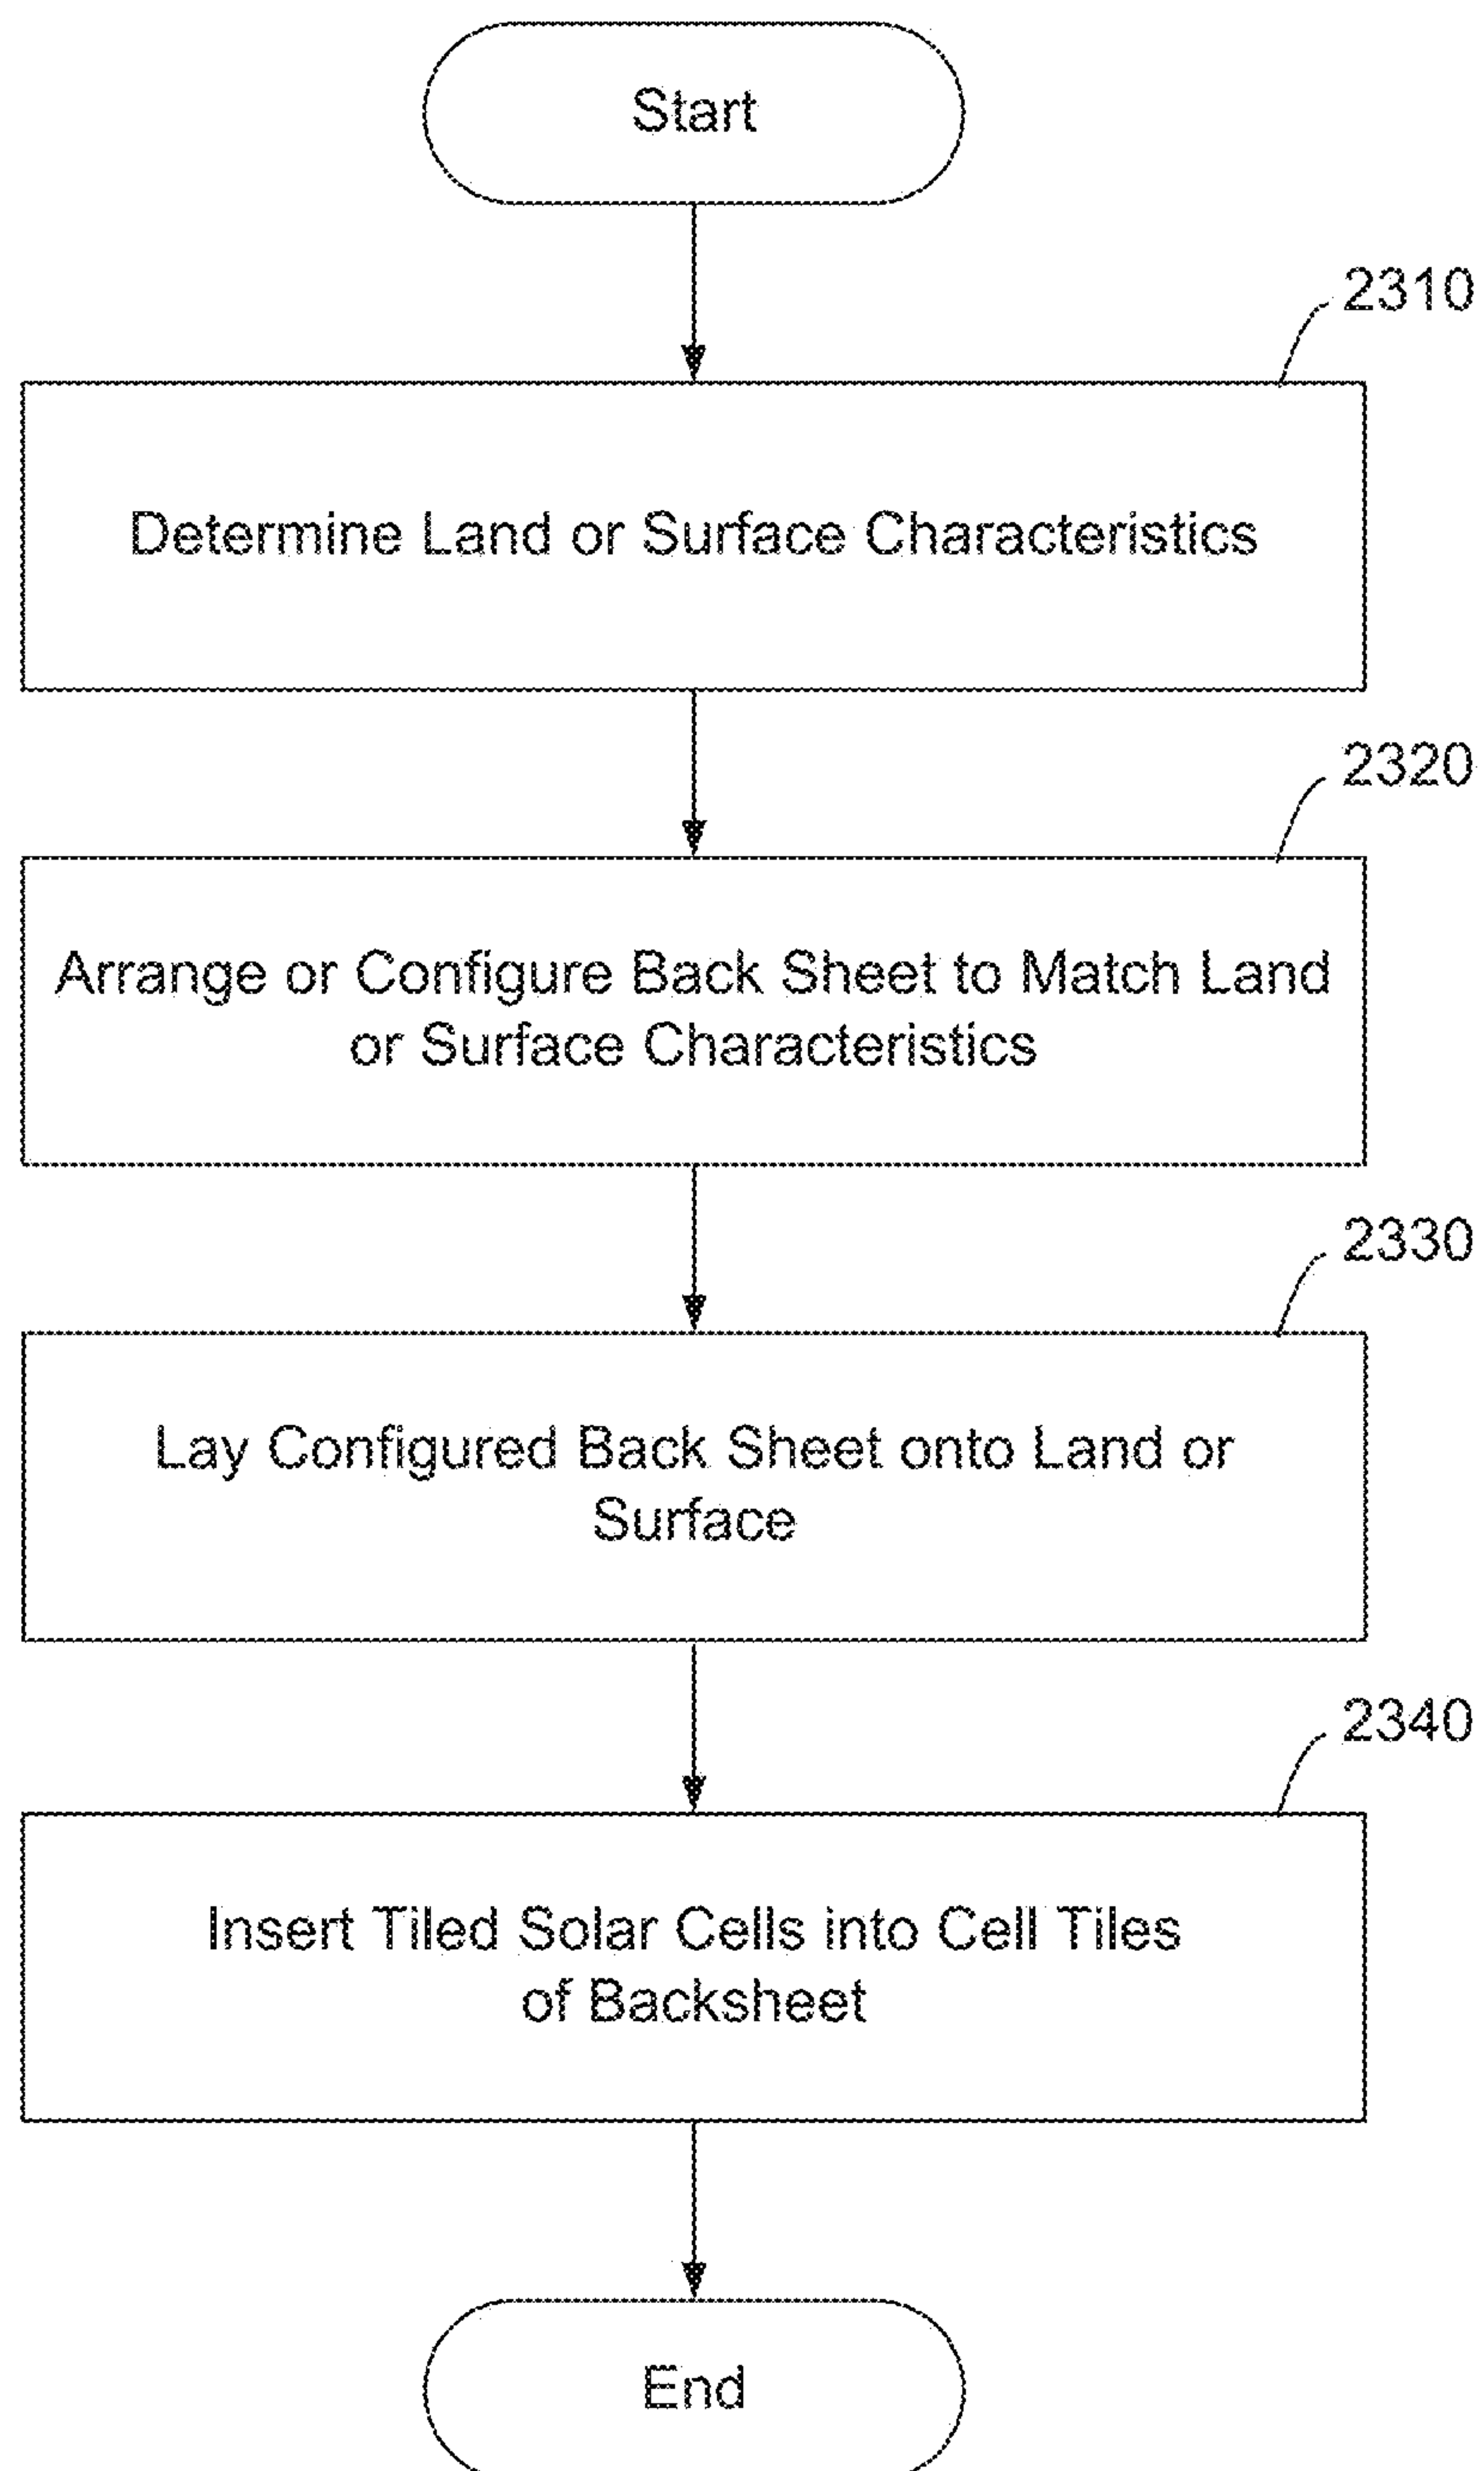 Start
2310
Determine Land or Surface Characteristics
2320
Arrange or Configure Back Sheet to Match Land
or Surface Characteristics
2330
Lay Configured Back Sheet onto Land or
Surface
2340
Insert Tiled Solar Cells into Cell Tiles
of Backsheet
End